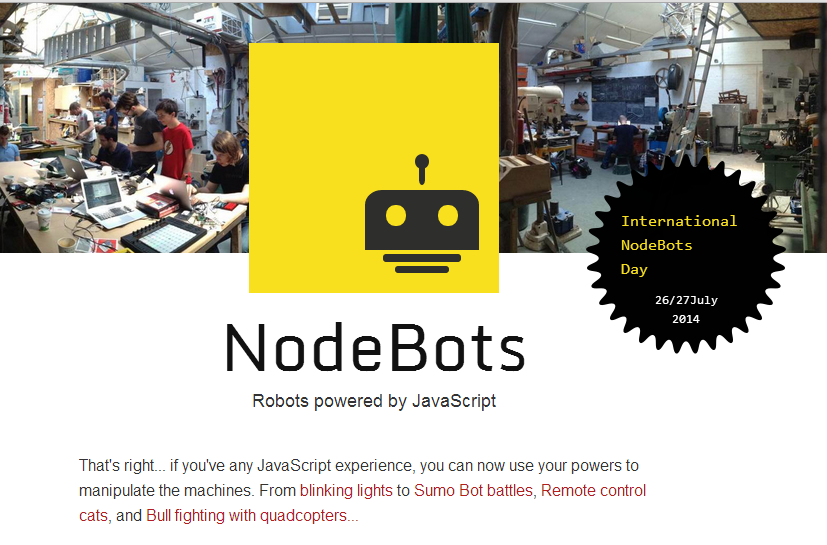 International
NodeBots
Day
26/27July
2014
NodeBots
Robots powered by JavaScript
That's right... if you've any JavaScript experience, you can now use your powers to
manipulate the machines. From blinking lights to Sumo Bot battles, Remote control
cats, and Bull fighting with quadcopters...